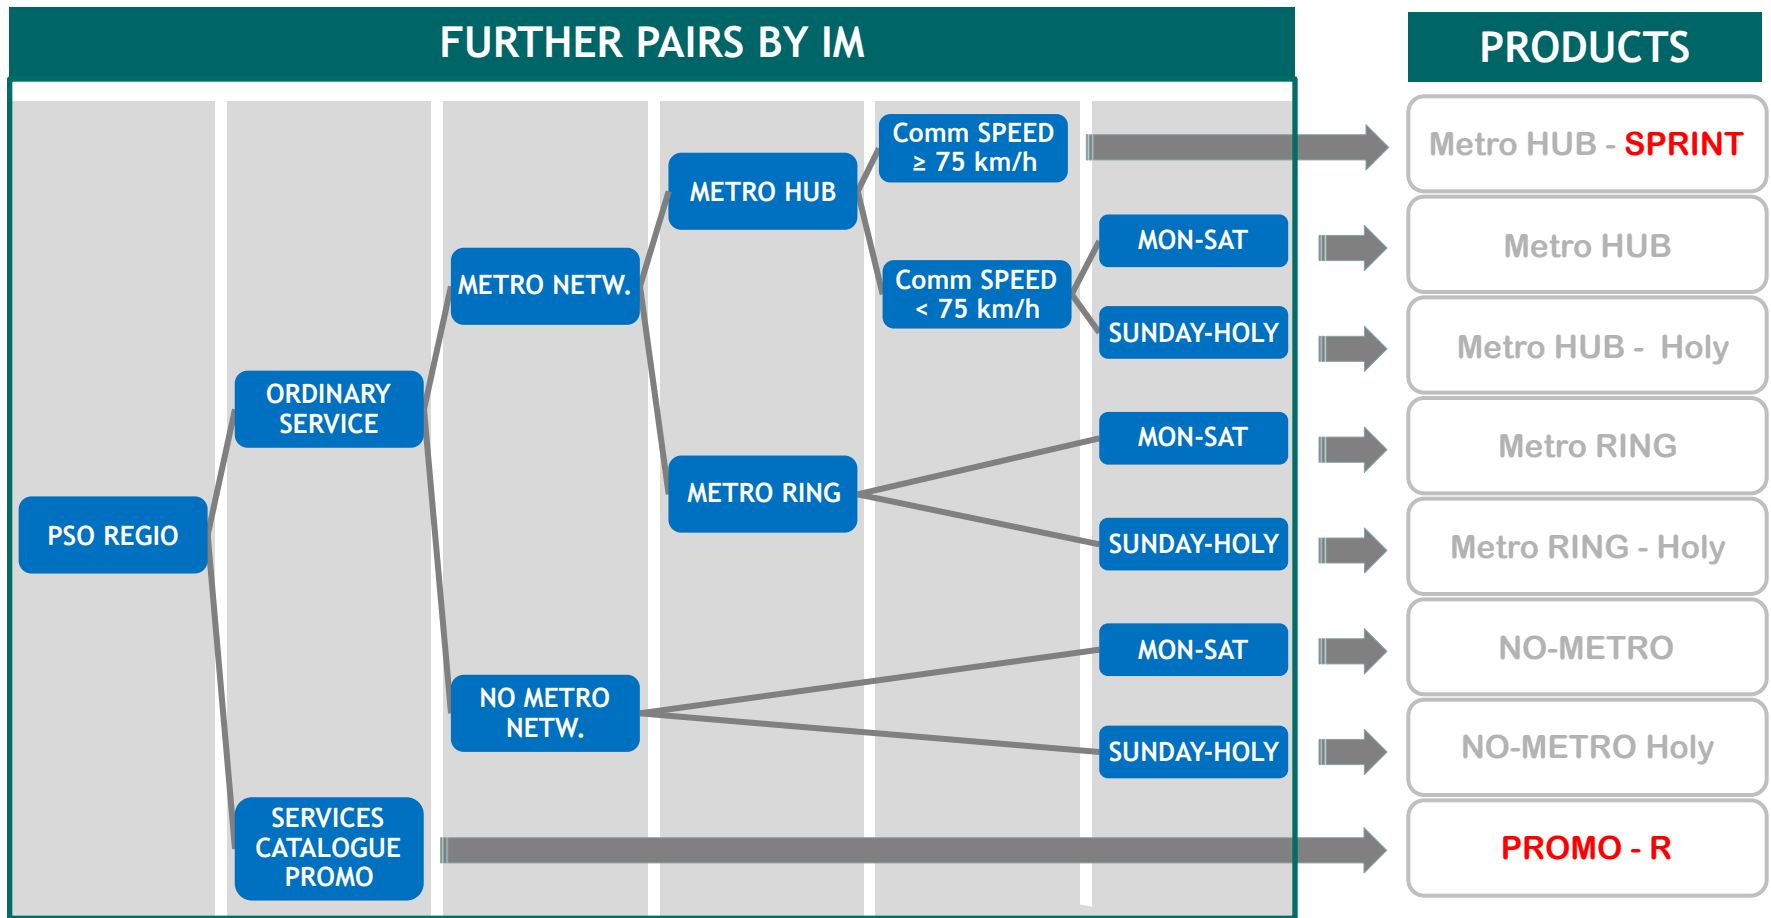 FURTHER PAIRS BY IM
PRODUCTS
PSO REGIO
ORDINARY
SERVICE
SERVICES
CATALOGUE
PROMO
METRO NETW.
NO METRO
NETW.
METRO HUB
METRO RING
Comm SPEED
≥ 75 km/h
Comm SPEED
< 75 km/h
MON-SAT
SUNDAY-HOLY
MON-SAT
SUNDAY-HOLY
MON-SAT
SUNDAY-HOLY
Metro HUB - SPRINT
Metro HUB
Metro HUB - Holy
Metro RING
Metro RING - Holy
NO-METRO
NO-METRO Holy
PROMO - R